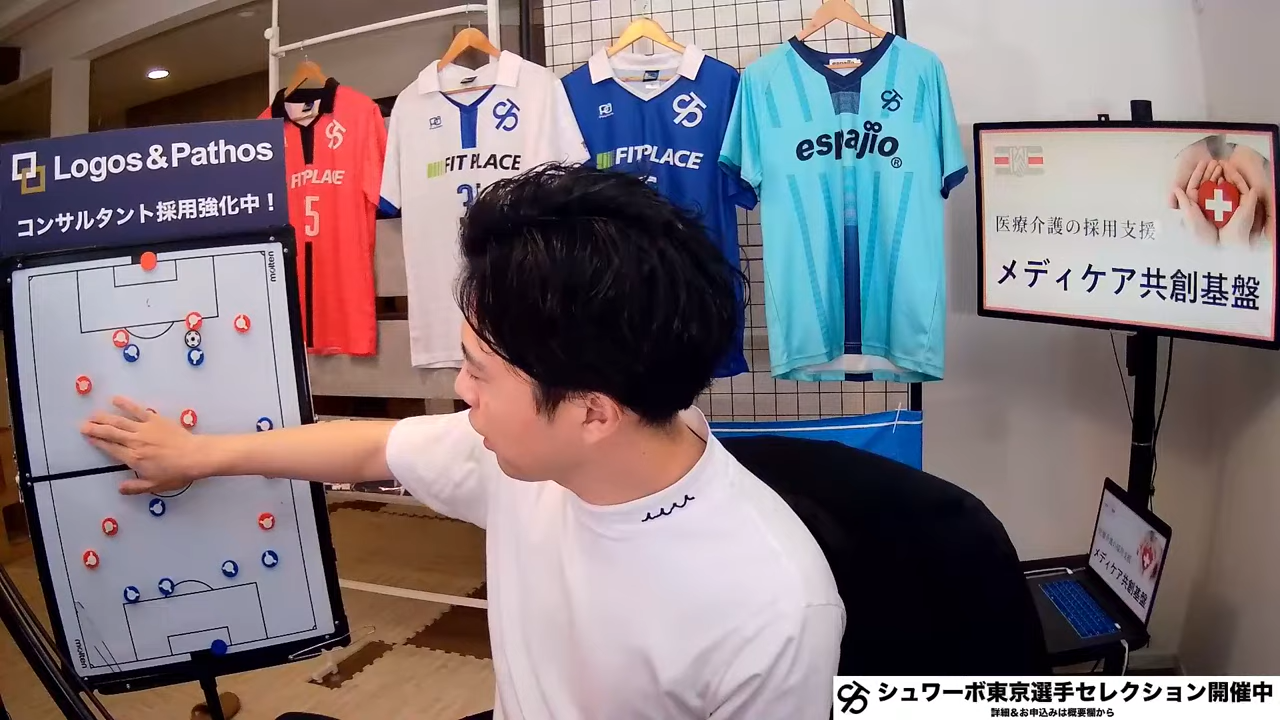 Logos&Pathos
コンサルタント採用強化中！
molten
molten
FITPLAE
5
FIT PLACE
FITPLACE
espajio
espajio®
医療介護の採用支援
メディケア共創基盤
メディケア共創基盤
シュワーボ東京選手セレクション開催中
詳細＆お申込みは概要欄から